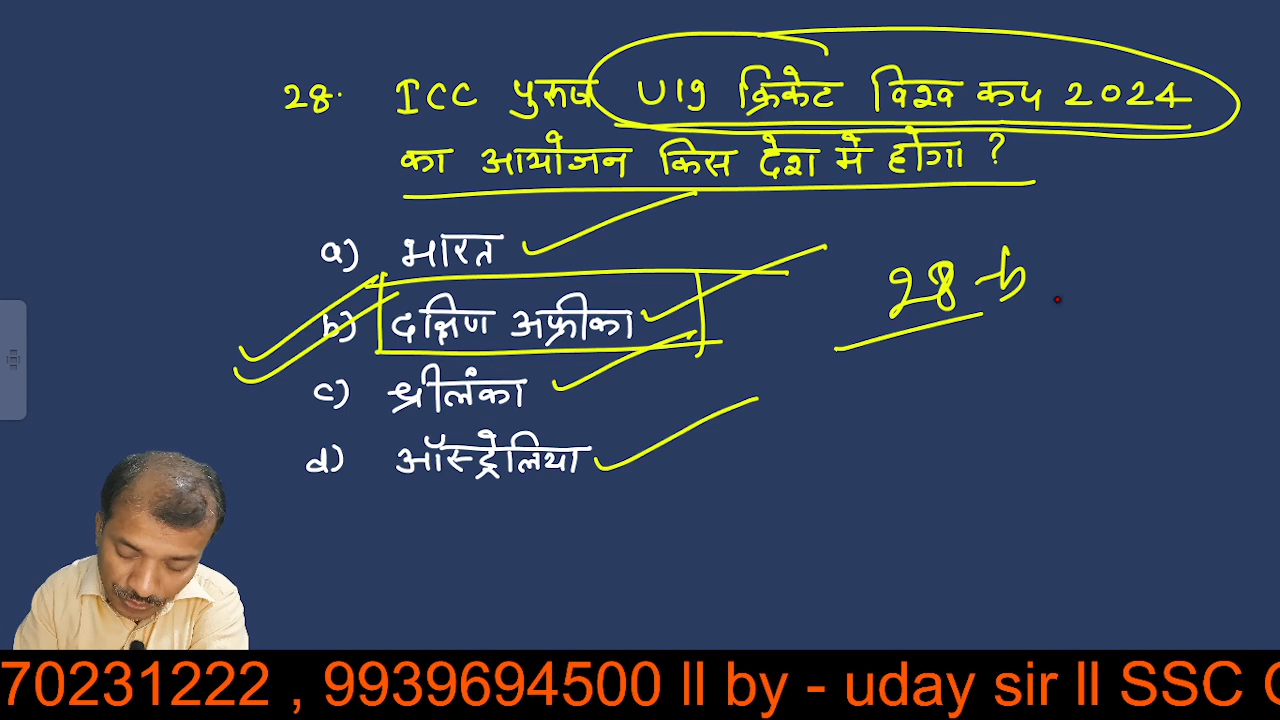 28. ICC पुरुष U19 क्रिकेट विश्व कप 2024
का आयोजन किस देश में होगा ?
a) भारत
b) दक्षिण अफ्रीका
28-b
c) श्रीलंका
d) ऑस्ट्रेलिया
70231222 , 9939694500 ll by - uday sir ll SSC